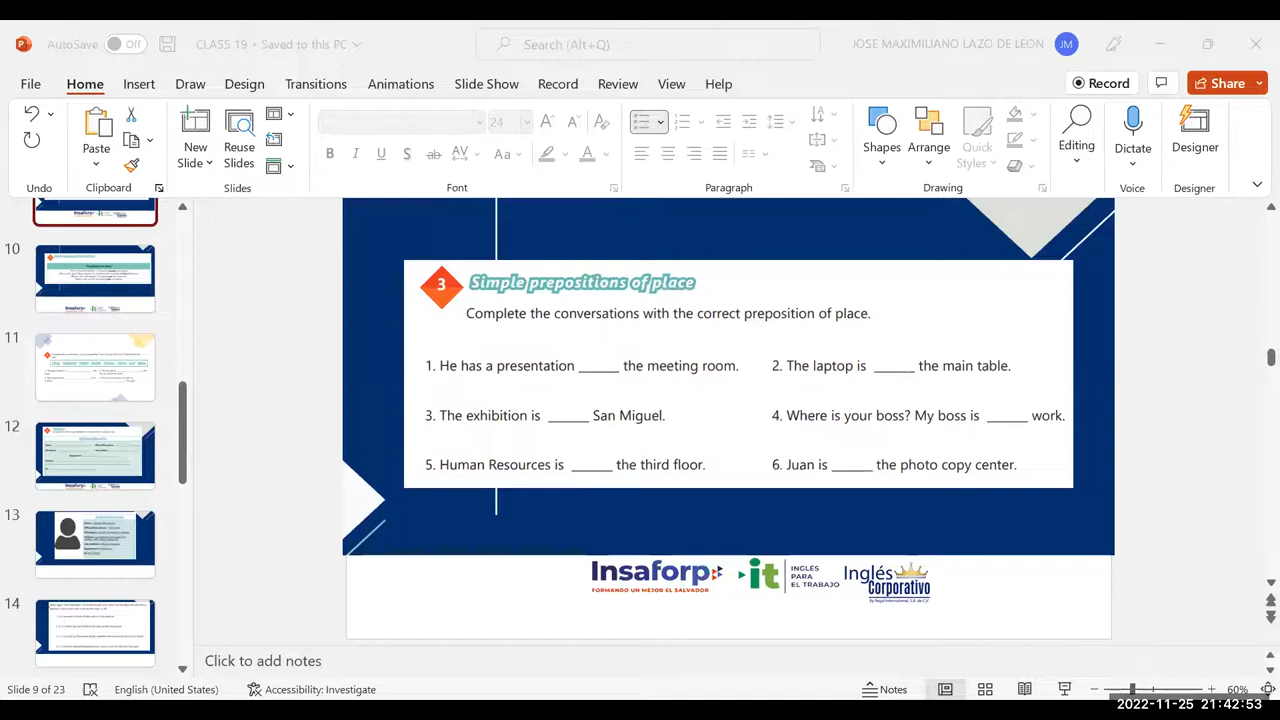 AutoSave Off CLASS 19 • Saved to this PC Search (Alt+Q) JOSE MAXIMILIANO LAZO DE LEON JM
File Home Insert Draw Design Transitions Animations Slide Show Record Review View Help Record Share
Paste New Slide Reuse Slides Shapes Arrange Quick Styles Editing Dictate Designer
Undo Clipboard Slides Font Paragraph Drawing Voice Designer
10
11
12
13
14
3 Simple prepositions of place
Complete the conversations with the correct preposition of place.
1. He has a presentation ______ the meeting room. 2. The laptop is ______ the main table.
3. The exhibition is ______ San Miguel. 4. Where is your boss? My boss is ______ work.
5. Human Resources is ______ the third floor. 6. Juan is ______ the photo copy center.
Insaforp
FORMANDO UN MEJOR EL SALVADOR
it INGLÉS PARA EL TRABAJO
Inglés Corporativo
Click to add notes
Slide 9 of 23 English (United States) Accessibility: Investigate Notes 60%
2022-11-25 21:42:53